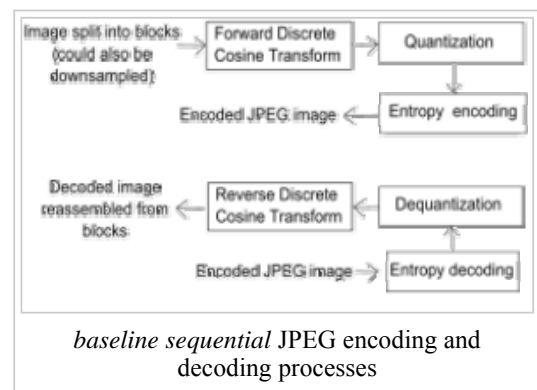 Image split into blocks
(could also be
downsampled)
Forward Discrete
Cosine Transform
Quantization
Entropy encoding
Encoded JPEG image
Decoded image
reassembled from
blocks
Reverse Discrete
Cosine Transform
Dequantization
Encoded JPEG image
Entropy decoding
baseline sequential JPEG encoding and
decoding processes